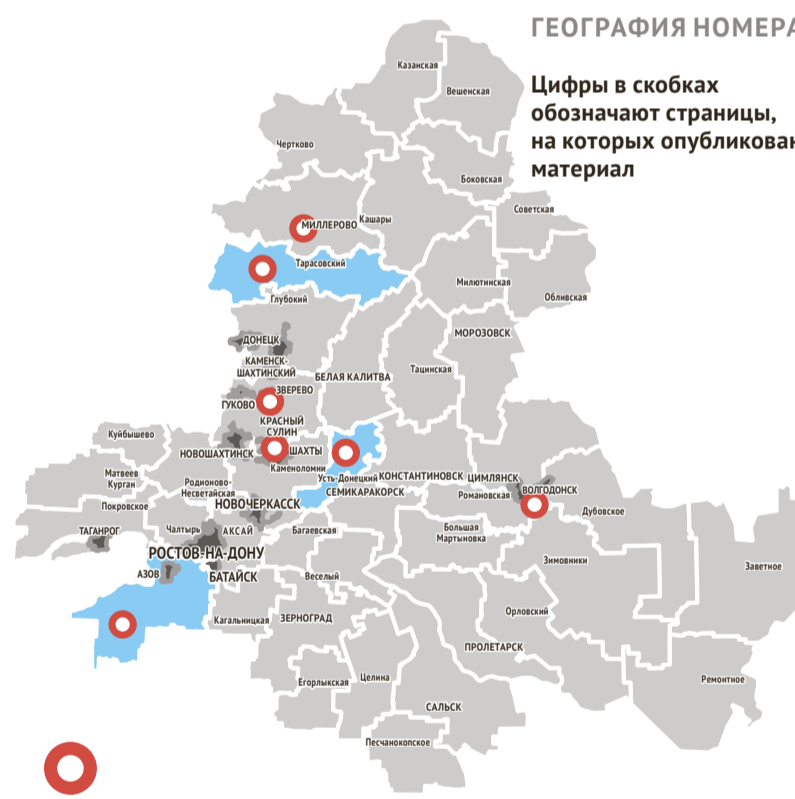 ГЕОГРАФИЯ НОМЕРА
Цифры в скобках
обозначают страницы,
на которых опубликован
материал
Казанская
Вешенская
Чертково
Боковская
Советская
Кашары
МИЛЛЕРОВО
Тарасовский
Милютинская
Обливская
Глубокий
МОРОЗОВСК
ДОНЕЦК
КАМЕНСК-
ШАХТИНСКИЙ
БЕЛАЯ КАЛИТВА
Тацинская
ЗВЕРЕВО
ГУКОВО
КРАСНЫЙ
СУЛИН
Куйбышево
НОВОШАХТИНСК
ШАХТЫ
Каменоломни
Матвеев
Курган
Родионово-
Несветайская
Усть-Донецкий
КОНСТАНТИНОВСК
ЦИМЛЯНСК
СЕМИКАРАКОРСК
Романовская
ВОЛГОДОНСК
Покровское
НОВОЧЕРКАССК
Дубовское
ТАГАНРОГ
Чалтырь
АКСАЙ
Багаевская
Большая
Мартыновка
РОСТОВ-НА-ДОНУ
Зимовники
Заветное
АЗОВ
БАТАЙСК
Веселый
Орловский
Кагальницкая
ЗЕРНОГРАД
ПРОЛЕТАРСК
Егорлыкская
Целина
Ремонтное
САЛЬСК
Песчанокопское